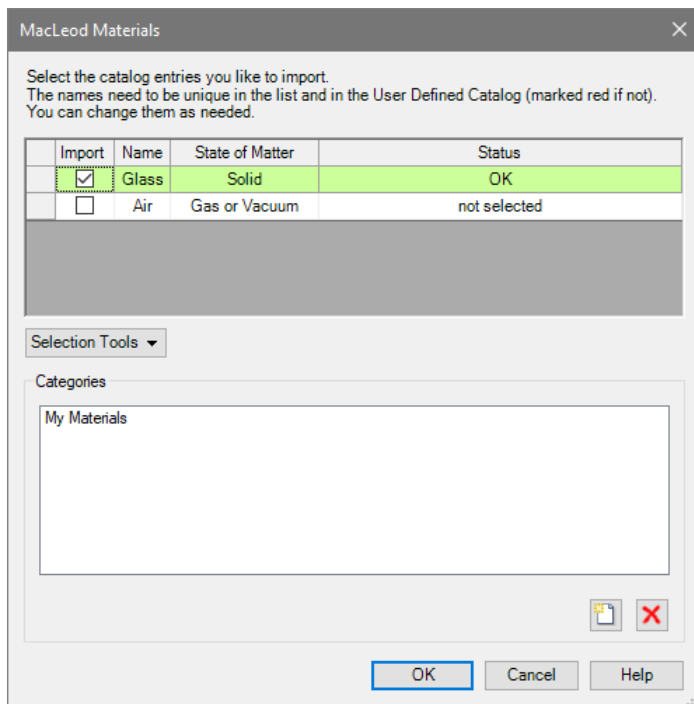 MacLeod Materials
Select the catalog entries you like to import.
The names need to be unique in the list and in the User Defined Catalog (marked red if not).
You can change them as needed.
Import Name State of Matter Status
Glass Solid OK
Air Gas or Vacuum not selected
Selection Tools
Categories
My Materials
OK Cancel Help